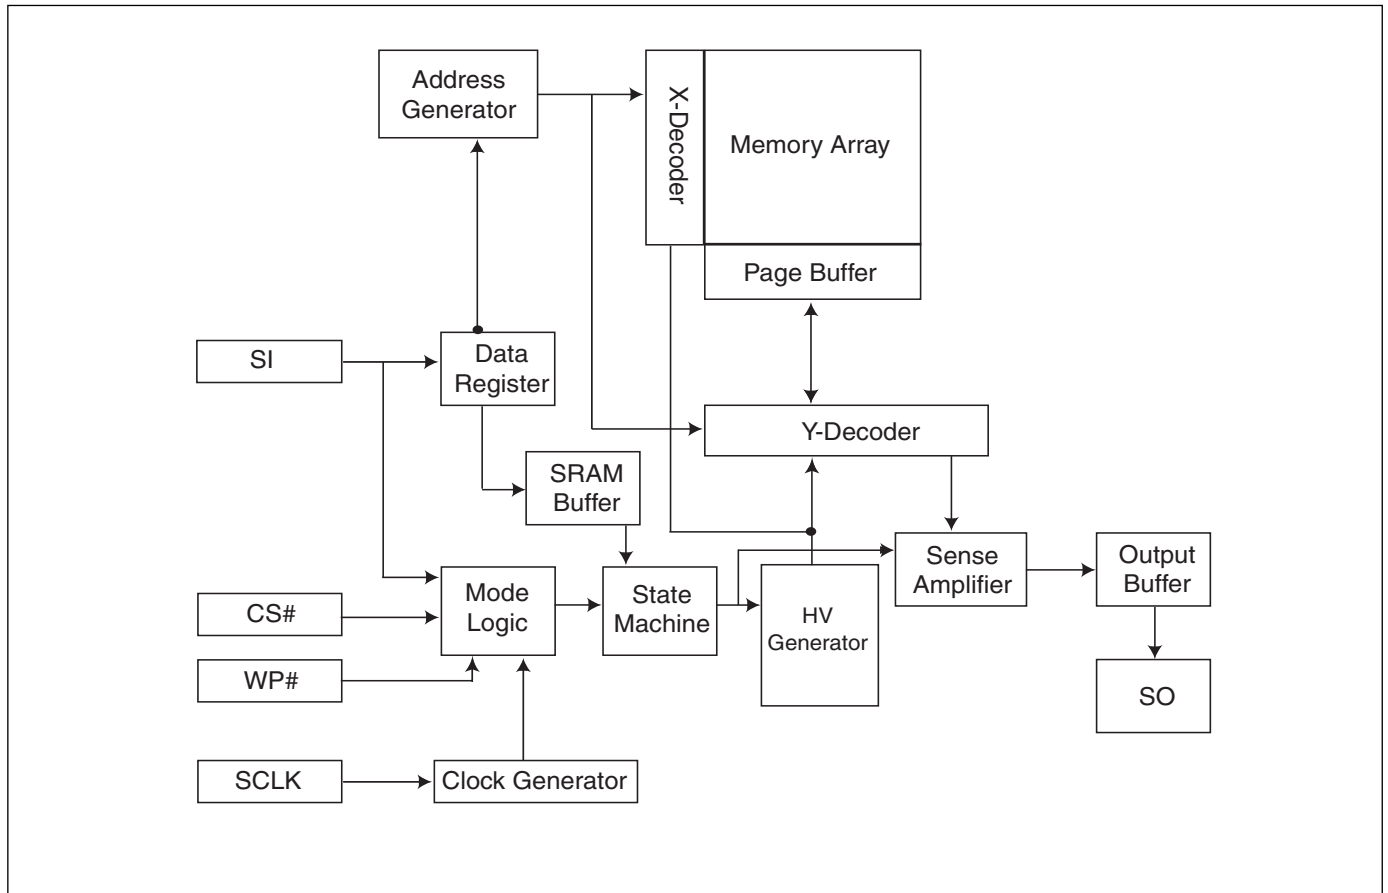 Address
Generator
X-Decoder
Memory Array
Page Buffer
SI
Data
Register
Y-Decoder
SRAM
Buffer
Sense
Amplifier
Output
Buffer
Mode
Logic
State
Machine
HV
Generator
CS#
WP#
SO
SCLK
Clock Generator